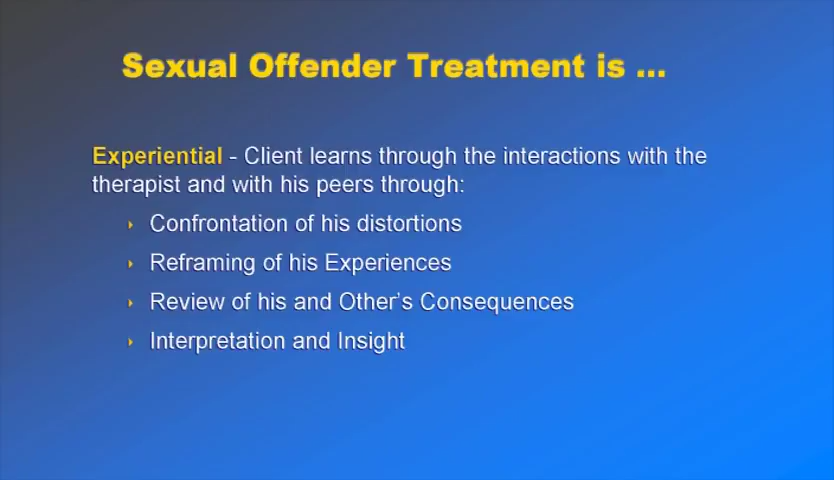 Sexual Offender Treatment is ...
Experiential - Client learns through the interactions with the
therapist and with his peers through:
Confrontation of his distortions
Reframing of his Experiences
Review of his and Other's Consequences
Interpretation and Insight